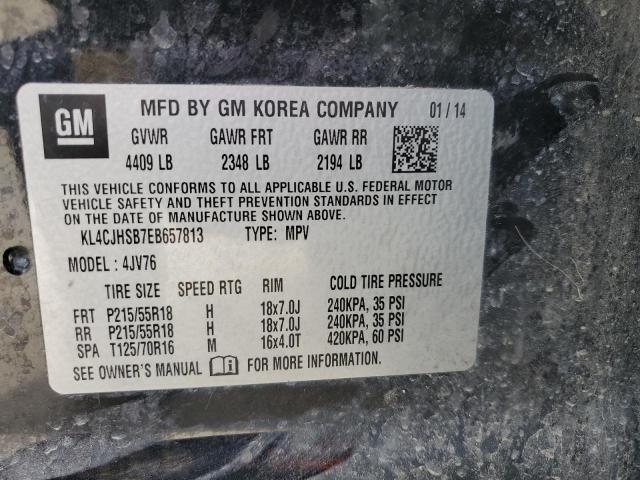 GM MFD BY GM KOREA COMPANY 01/14
GVWR GAWR FRT GAWR RR
4409 LB 2348 LB 2194 LB
THIS VEHICLE CONFORMS TO ALL APPLICABLE U.S. FEDERAL MOTOR
VEHICLE SAFETY AND THEFT PREVENTION STANDARDS IN EFFECT
ON THE DATE OF MANUFACTURE SHOWN ABOVE.
KL4CJHSB7EB657813 TYPE: MPV
MODEL: 4JV76
TIRE SIZE SPEED RTG RIM COLD TIRE PRESSURE
FRT P215/55R18 H 18x7.0J 240KPA, 35 PSI
RR P215/55R18 H 18x7.0J 240KPA, 35 PSI
SPA T125/70R16 M 16x4.0T 420KPA, 60 PSI
SEE OWNER'S MANUAL FOR MORE INFORMATION.